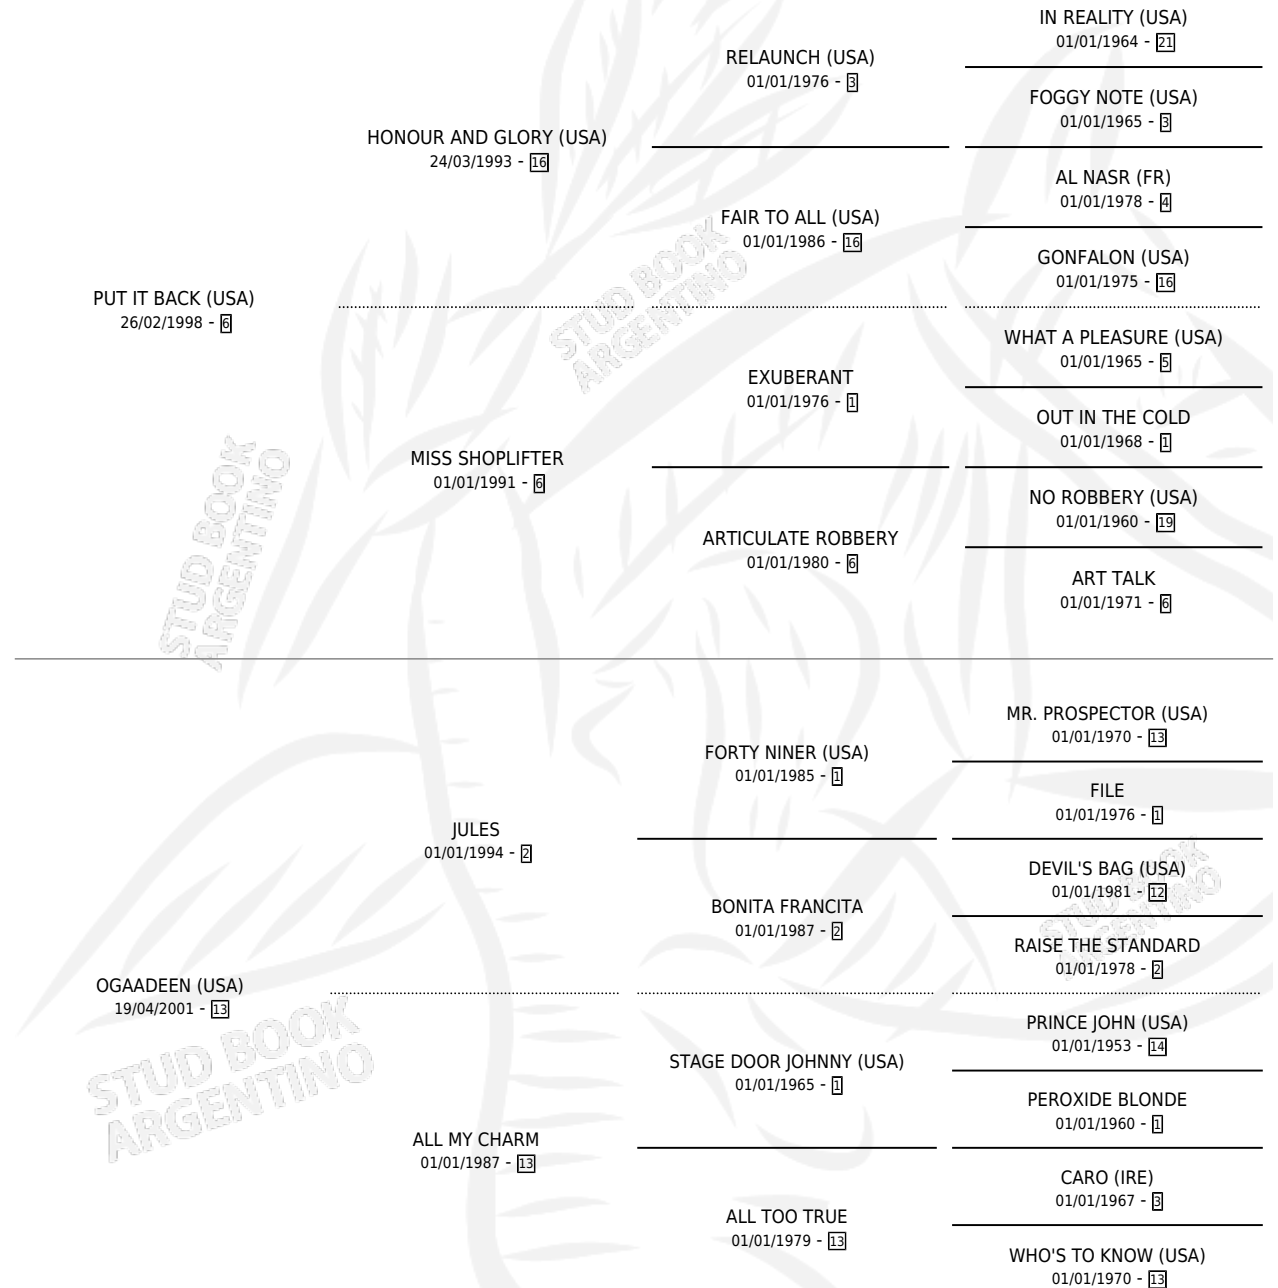 IN REALITY (USA)
01/01/1964 - 21
RELAUNCH (USA)
01/01/1976 - 3
FOGGY NOTE (USA)
01/01/1965 - 3
HONOUR AND GLORY (USA)
24/03/1993 - 16
AL NASR (FR)
01/01/1978 - 4
FAIR TO ALL (USA)
01/01/1986 - 16
GONFALON (USA)
01/01/1975 - 16
PUT IT BACK (USA)
26/02/1998 - 6
WHAT A PLEASURE (USA)
01/01/1965 - 5
EXUBERANT
01/01/1976 - 1
OUT IN THE COLD
01/01/1968 - 1
MISS SHOPLIFTER
01/01/1991 - 6
NO ROBBERY (USA)
01/01/1960 - 19
ARTICULATE ROBBERY
01/01/1980 - 6
ART TALK
01/01/1971 - 6
STUD BOOK
ARGENTINO
STUD BOOK
ARGENTINO
MR. PROSPECTOR (USA)
01/01/1970 - 13
FORTY NINER (USA)
01/01/1985 - 1
FILE
01/01/1976 - 1
JULES
01/01/1994 - 2
DEVIL'S BAG (USA)
01/01/1981 - 12
BONITA FRANCITA
01/01/1987 - 2
RAISE THE STANDARD
01/01/1978 - 2
OGAADEEN (USA)
19/04/2001 - 13
PRINCE JOHN (USA)
01/01/1953 - 14
STAGE DOOR JOHNNY (USA)
01/01/1965 - 1
PEROXIDE BLONDE
01/01/1960 - 1
ALL MY CHARM
01/01/1987 - 13
CARO (IRE)
01/01/1967 - 3
ALL TOO TRUE
01/01/1979 - 13
WHO'S TO KNOW (USA)
01/01/1970 - 13
STUD BOOK
ARGENTINO
STUD BOOK
ARGENTINO